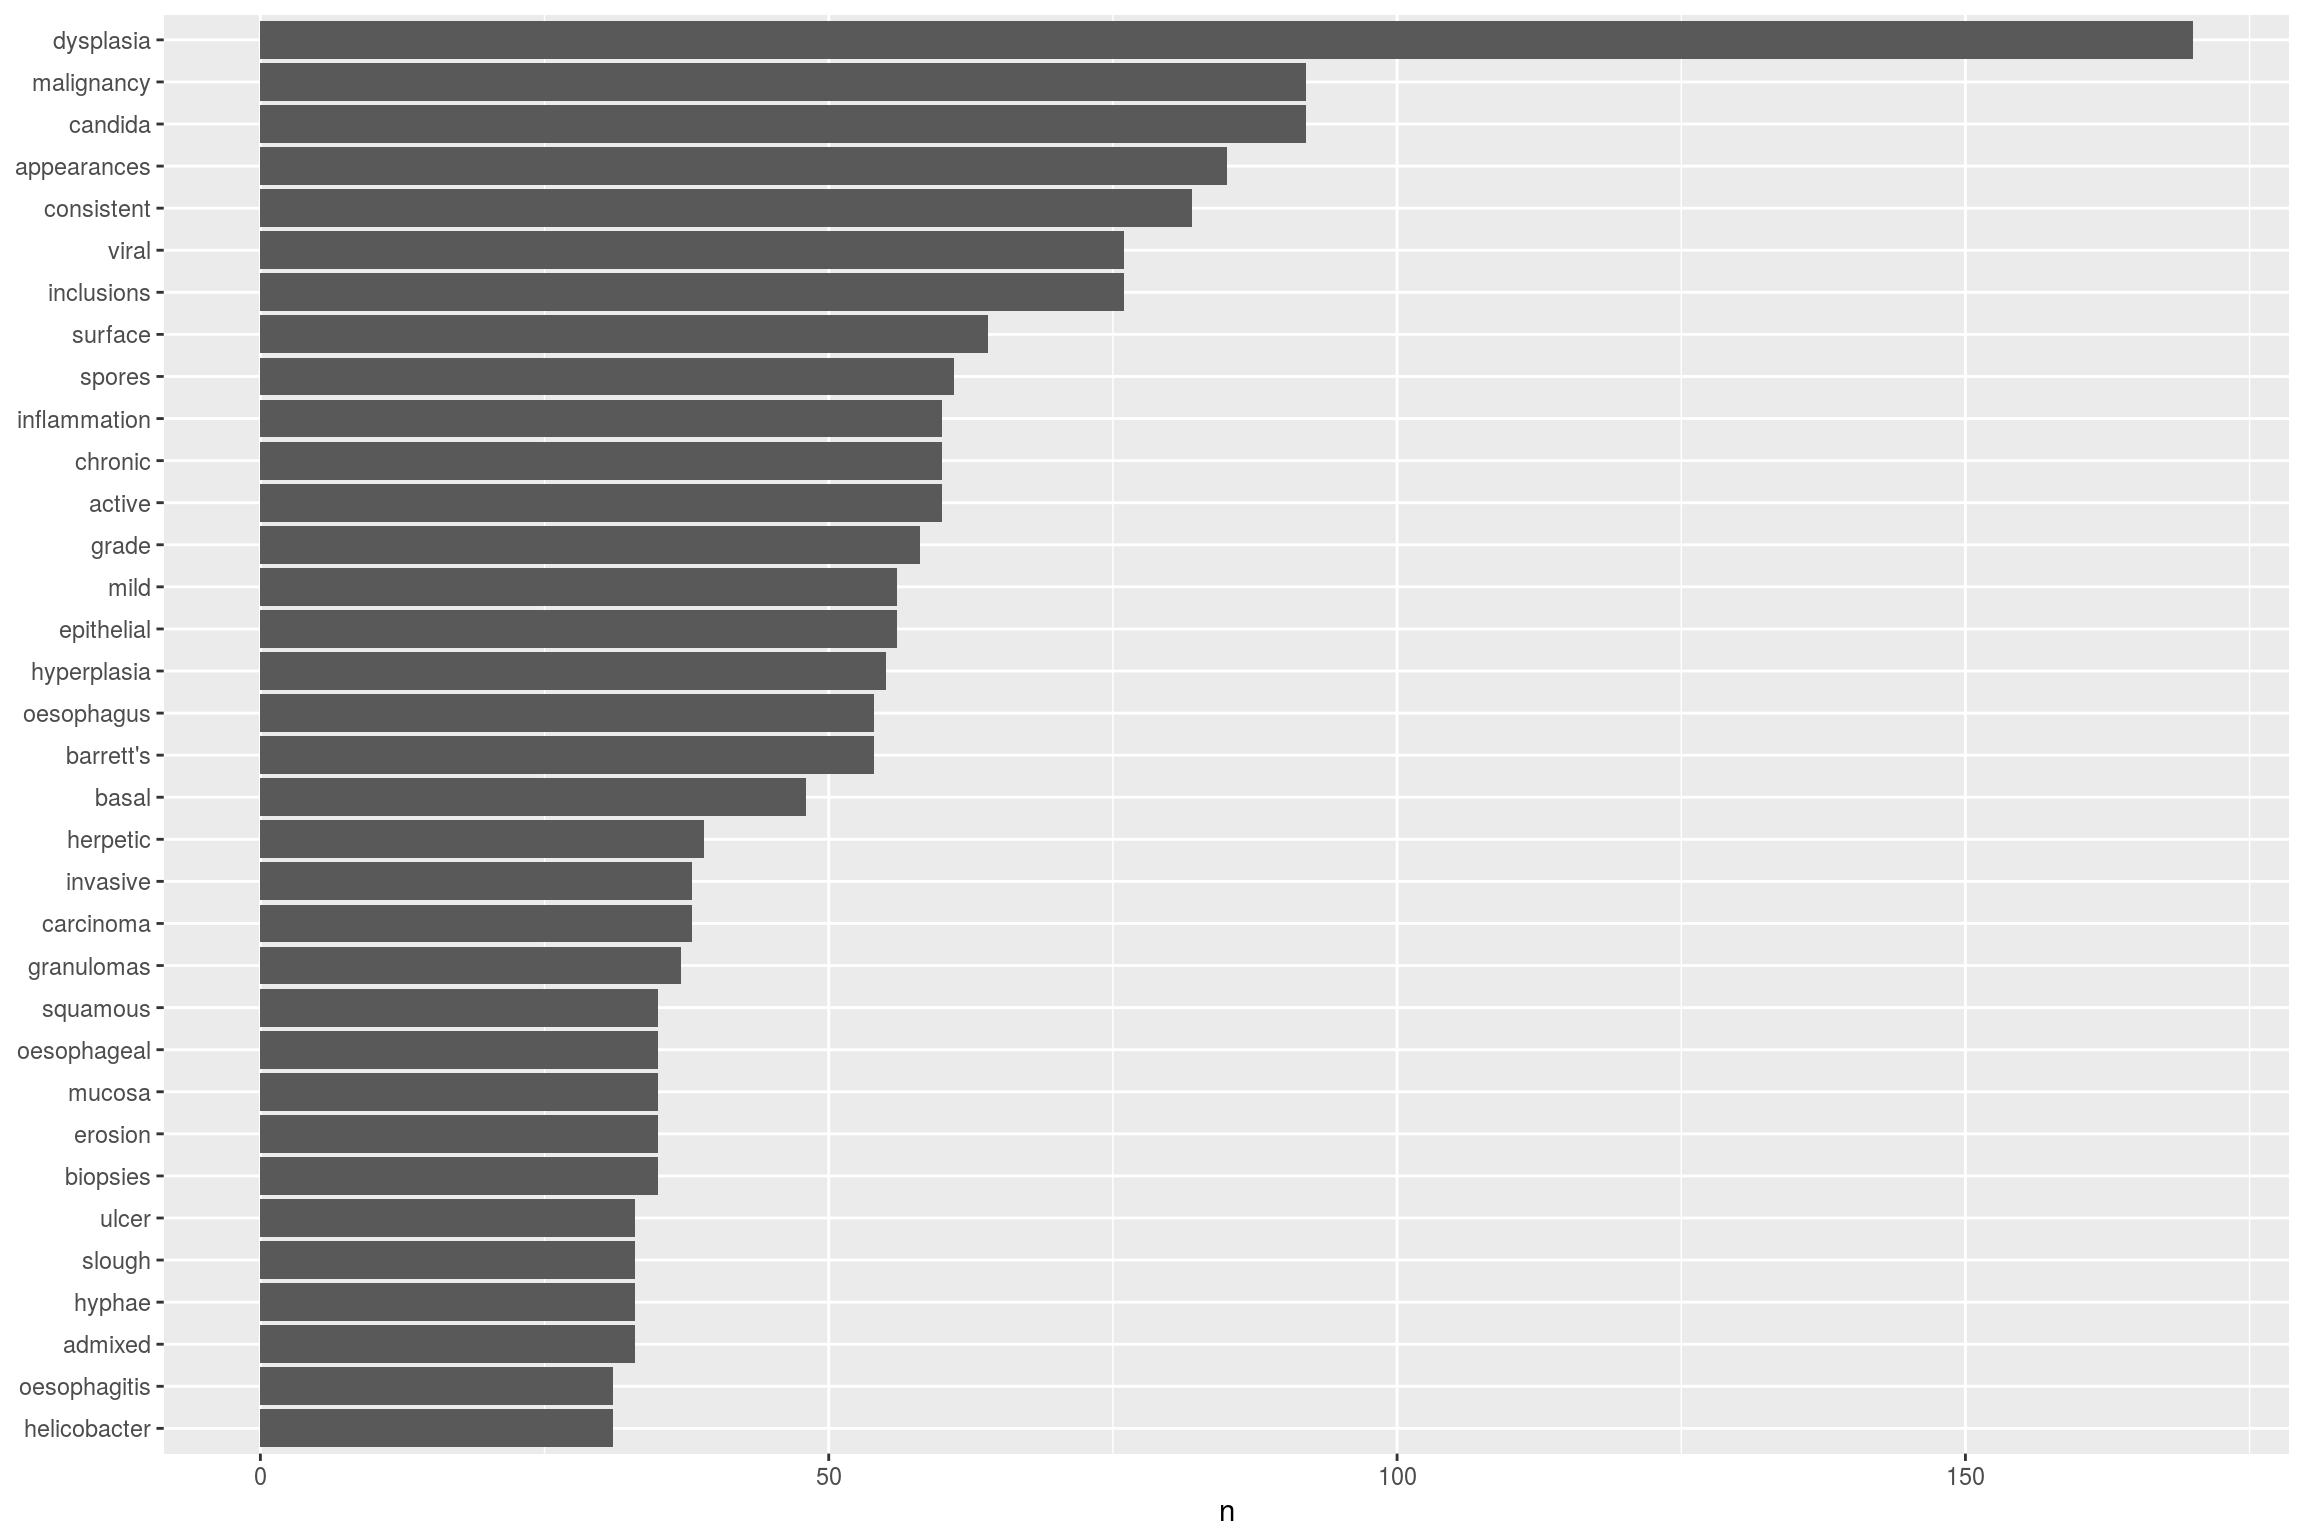 dysplasia
malignancy
candida
appearances
consistent
viral
inclusions
surface
spores
inflammation
chronic
active
grade
mild
epithelial
hyperplasia
oesophagus
barrett's
basal
herpetic
invasive
carcinoma
granulomas
squamous
oesophageal
mucosa
erosion
biopsies
ulcer
slough
hyphae
admixed
oesophagitis
helicobacter
0 50 100 150
n